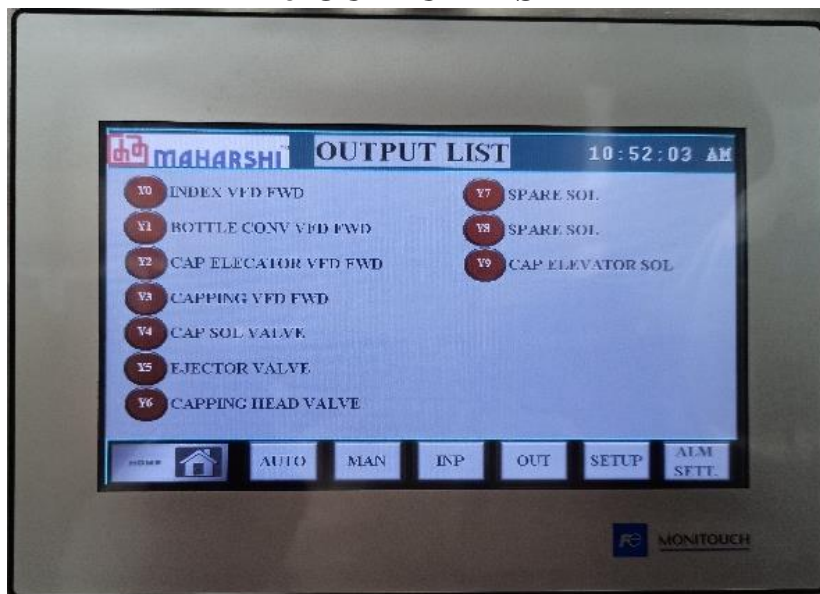 MAHARSHI
OUTPUT LIST
10:52:03 AM
Y0 INDEX VFD FWD
Y1 BOTTLE CONV VFD FWD
Y2 CAP ELECATOR VFD FWD
Y3 CAPPING VFD FWD
Y4 CAP SOL VALVE
Y5 EJECTOR VALVE
Y6 CAPPING HEAD VALVE
Y7 SPARE SOL
Y8 SPARE SOL
Y9 CAP ELEVATOR SOL
HOME
AUTO
MAN
INP
OUT
SETUP
ALM
SETT.
MONITOUCH